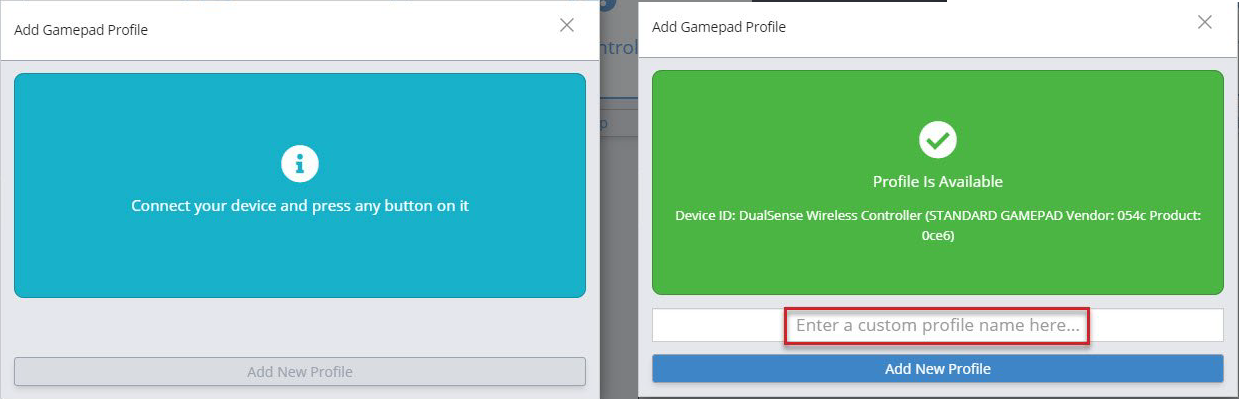 Add Gamepad Profile
Connect your device and press any button on it
Add New Profile
ntrol
p
Add Gamepad Profile
Profile Is Available
Device ID: DualSense Wireless Controller (STANDARD GAMEPAD Vendor: 054c Product:
0ce6)
Enter a custom profile name here...
Add New Profile